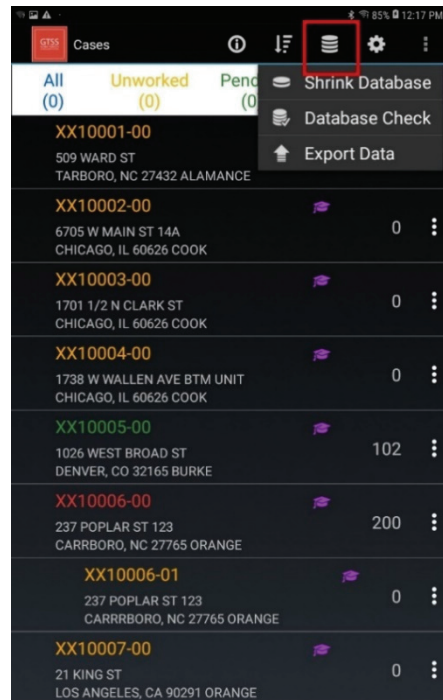 85% 12:17 PM
GTSS
Cases
All
(0)
Unworked
(0)
Pend
(0
Shrink Database
Database Check
Export Data
XX10001-00
509 WARD ST
TARBORO, NC 27432 ALAMANCE
XX10002-00
6705 W MAIN ST 14A
CHICAGO, IL 60626 COOK
0
XX10003-00
1701 1/2 N CLARK ST
CHICAGO, IL 60626 COOK
0
XX10004-00
1738 W WALLEN AVE BTM UNIT
CHICAGO, IL 60626 COOK
0
XX10005-00
1026 WEST BROAD ST
DENVER, CO 32165 BURKE
102
XX10006-00
237 POPLAR ST 123
CARRBORO, NC 27765 ORANGE
200
XX10006-01
237 POPLAR ST 123
CARRRBORO, NC 27765 ORANGE
0
XX10007-00
21 KING ST
LOS ANGELES, CA 90291 ORANGE
0